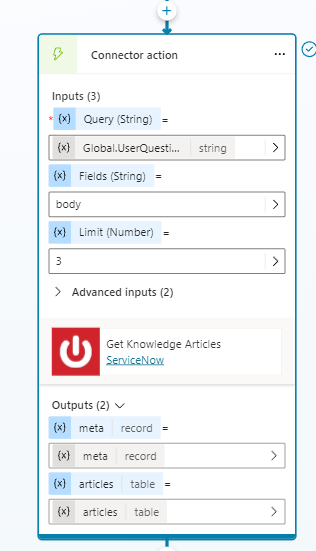 Connector action
Inputs (3)
* {x} Query (String) =
{x} Global.UserQuesti... string
{x} Fields (String) =
body
{x} Limit (Number) =
3
Advanced inputs (2)
Get Knowledge Articles
ServiceNow
Outputs (2)
{x} meta record =
{x} meta record
{x} articles table =
{x} articles table